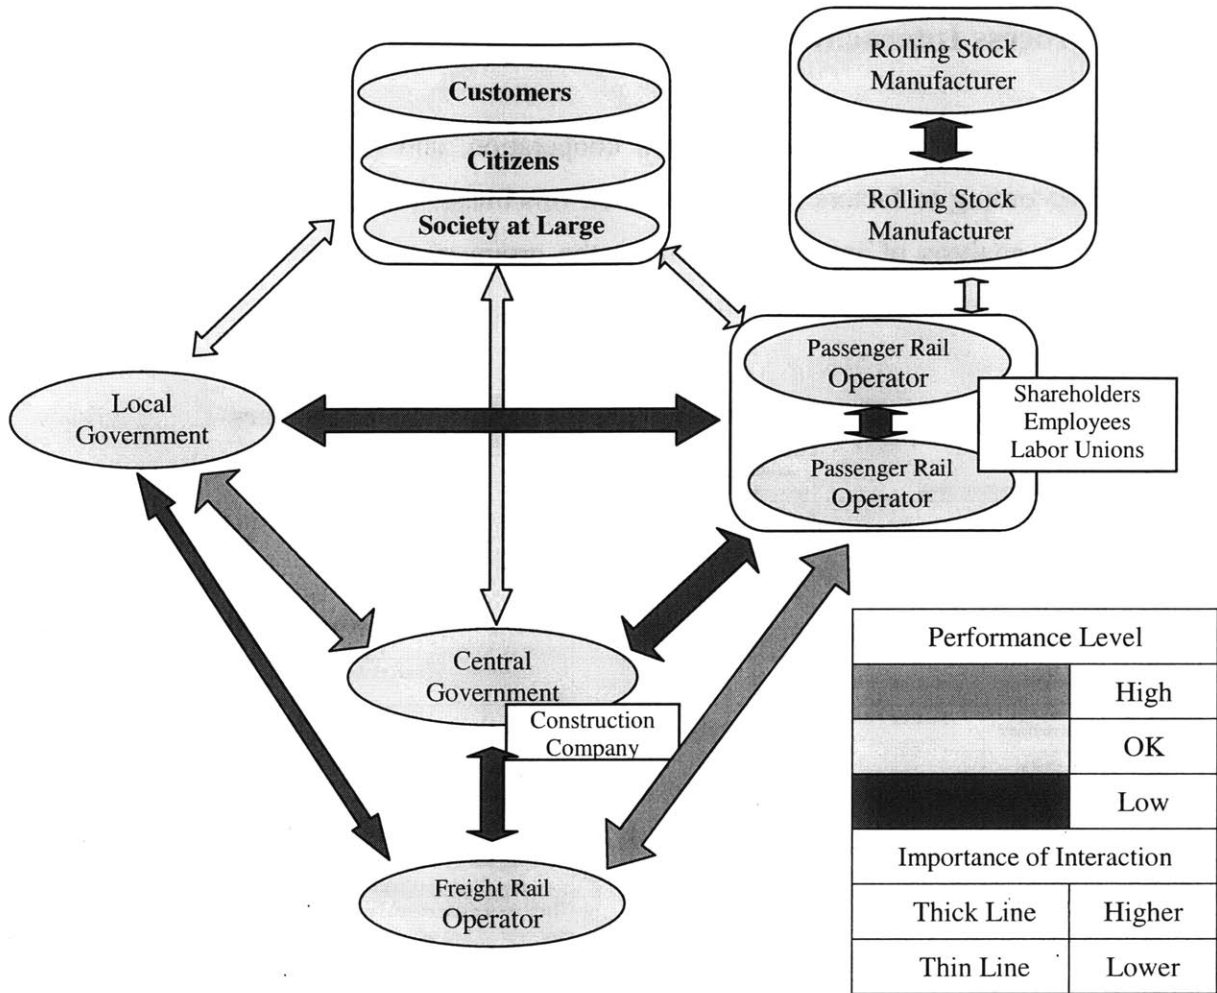 Customers
Citizens
Society at Large
Rolling Stock
Manufacturer
Rolling Stock
Manufacturer
Local
Government
Passenger Rail
Operator
Passenger Rail
Operator
Shareholders
Employees
Labor Unions
Central
Government
Construction
Company
Freight Rail
Operator
Performance Level
High
OK
Low
Importance of Interaction
Thick Line Higher
Thin Line Lower